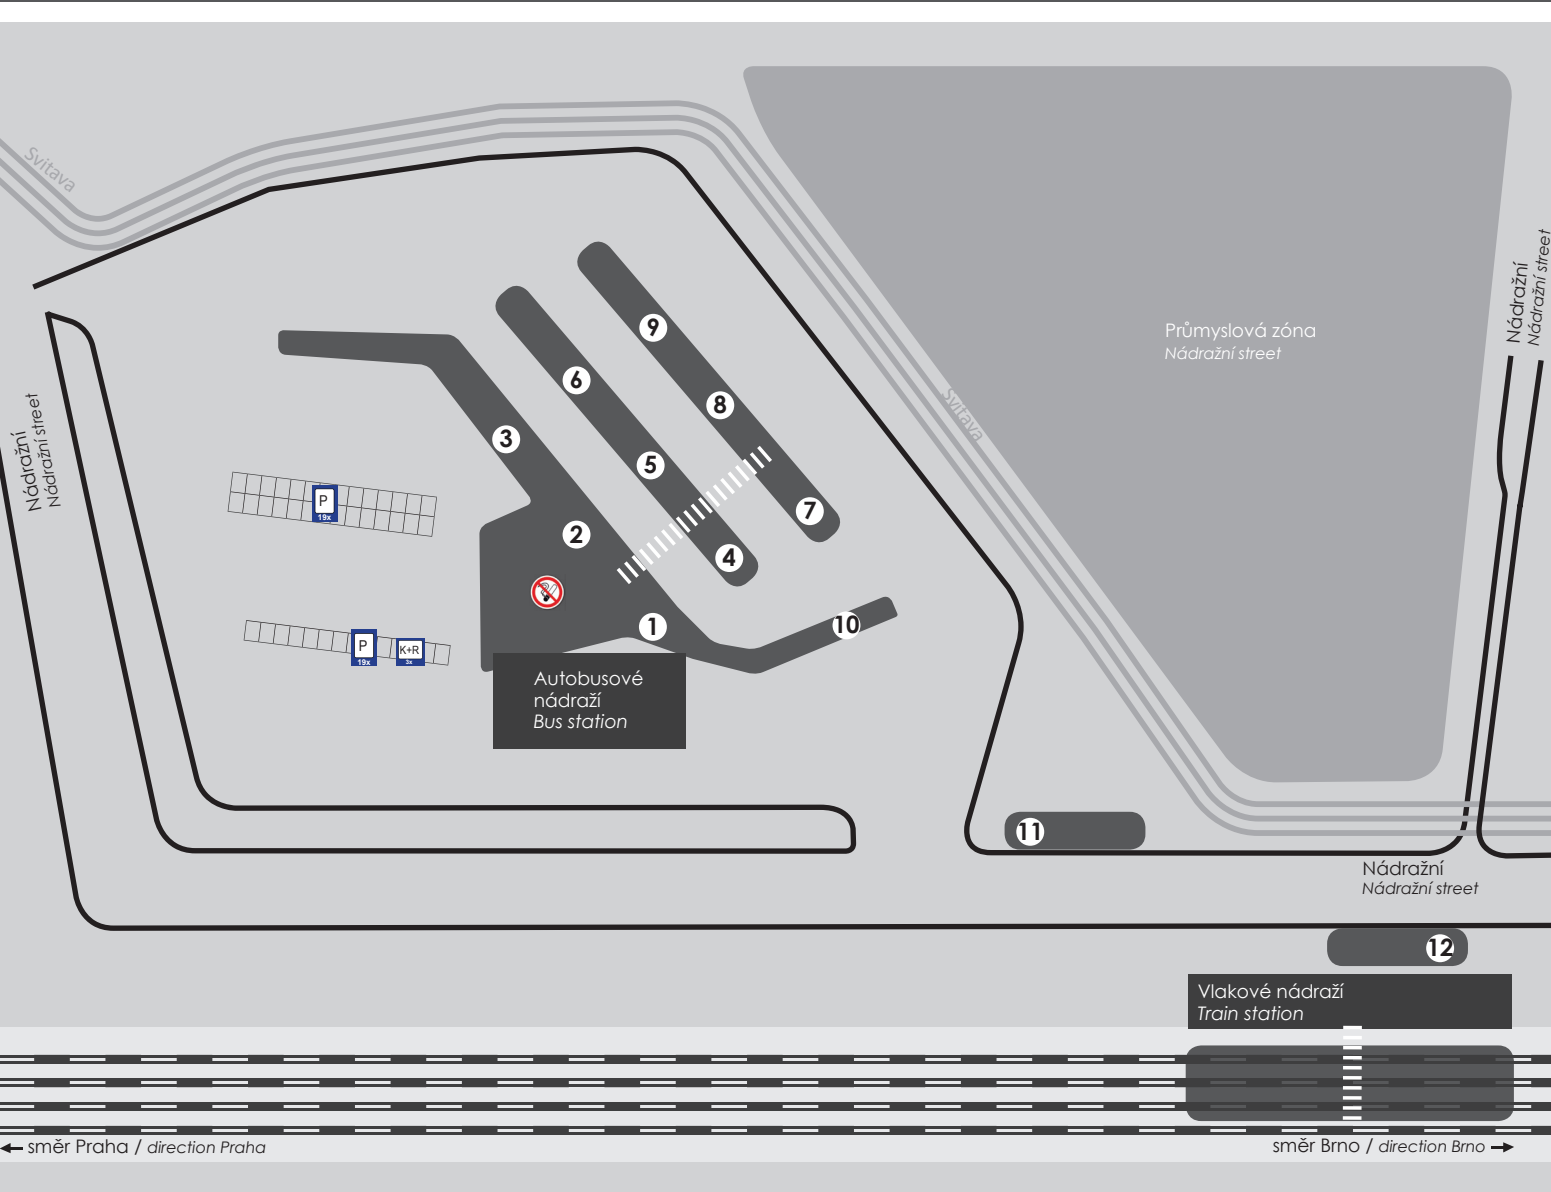 Svitava
Nádražní
Nádražní street
9
6
8
3
5
7
2
4
1
10
P
19x
P
19x
K+R
3x
Autobusové
nádraží
Bus station
Svitava
Průmyslová zóna
Nádražní street
Nádražní
Nádražní street
11
Nádražní
Nádražní street
12
Vlakové nádraží
Train station
směr Praha / direction Praha
směr Brno / direction Brno